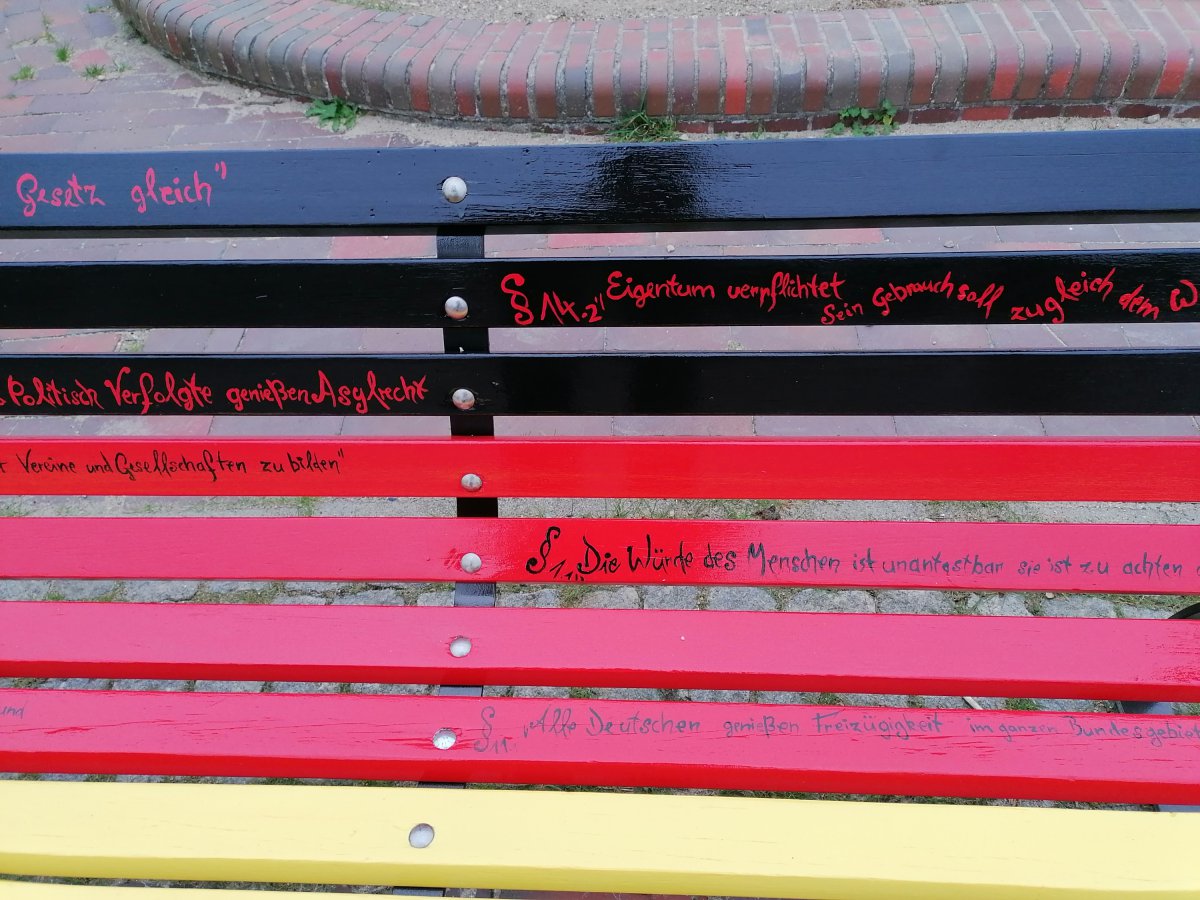 Gesetz gleich"
§ 14.2 "Eigentum verpflichtet sein Gebrauch soll zugleich dem W
Politisch Verfolgte genießen Asylrecht
Vereine und Gesellschaften zu bilden"
§ 1 "Die Würde des Menschen ist unantastbar sie ist zu achten
und
§ 11. "Alle Deutschen genießen Freizügigkeit im ganzen Bundesgebiet